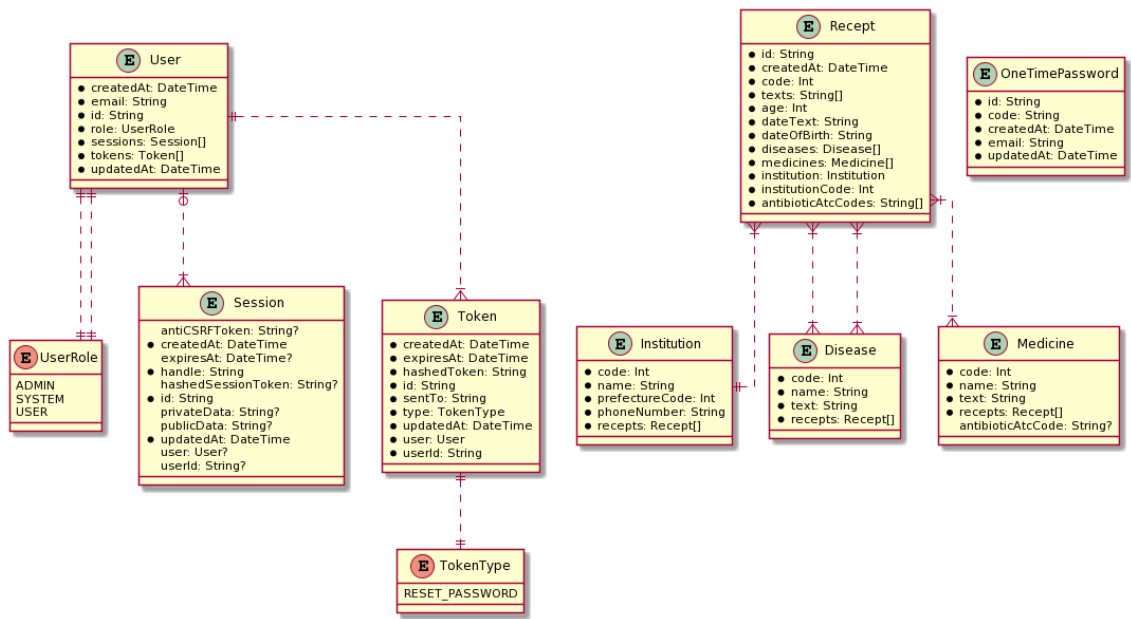 E User
createdAt: DateTime
email: String
id: String
role: UserRole
sessions: Session[]
tokens: Token[]
updatedAt: DateTime
E Recept
id: String
createdAt: DateTime
code: Int
texts: String[]
age: Int
dateText: String
dateOfBirth: String
diseases: Disease[]
medicines: Medicine[]
institution: Institution
institutionCode: Int
antibioticAtcCodes: String[]
E OneTimePassword
id: String
code: String
createdAt: DateTime
email: String
updatedAt: DateTime
E UserRole
ADMIN
SYSTEM
USER
E Session
antiCSRFToken: String?
createdAt: DateTime
expiresAt: DateTime?
handle: String
hashedSessionToken: String?
id: String
privateData: String?
publicData: String?
updatedAt: DateTime
user: User?
userId: String?
E Token
createdAt: DateTime
expiresAt: DateTime
hashedToken: String
id: String
sentTo: String
type: TokenType
updatedAt: DateTime
user: User
userId: String
E Institution
code: Int
name: String
prefectureCode: Int
phoneNumber: String
recepts: Recept[]
E Disease
code: Int
name: String
text: String
recepts: Recept[]
E Medicine
code: Int
name: String
text: String
recepts: Recept[]
antibioticAtcCode: String?
E TokenType
RESET_PASSWORD